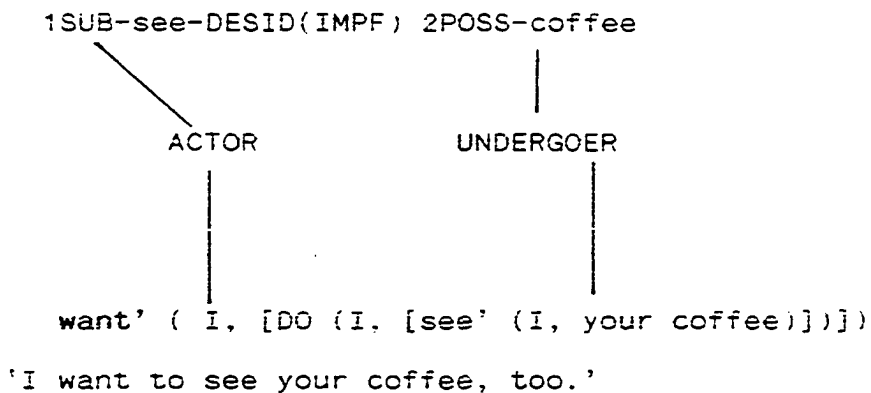 1SUB-see-DESID(IMPF) 2POSS-coffee
ACTOR UNDERGOER
want' ( I, [DO (I, [see' (I, your coffee)])])
'I want to see your coffee, too.'